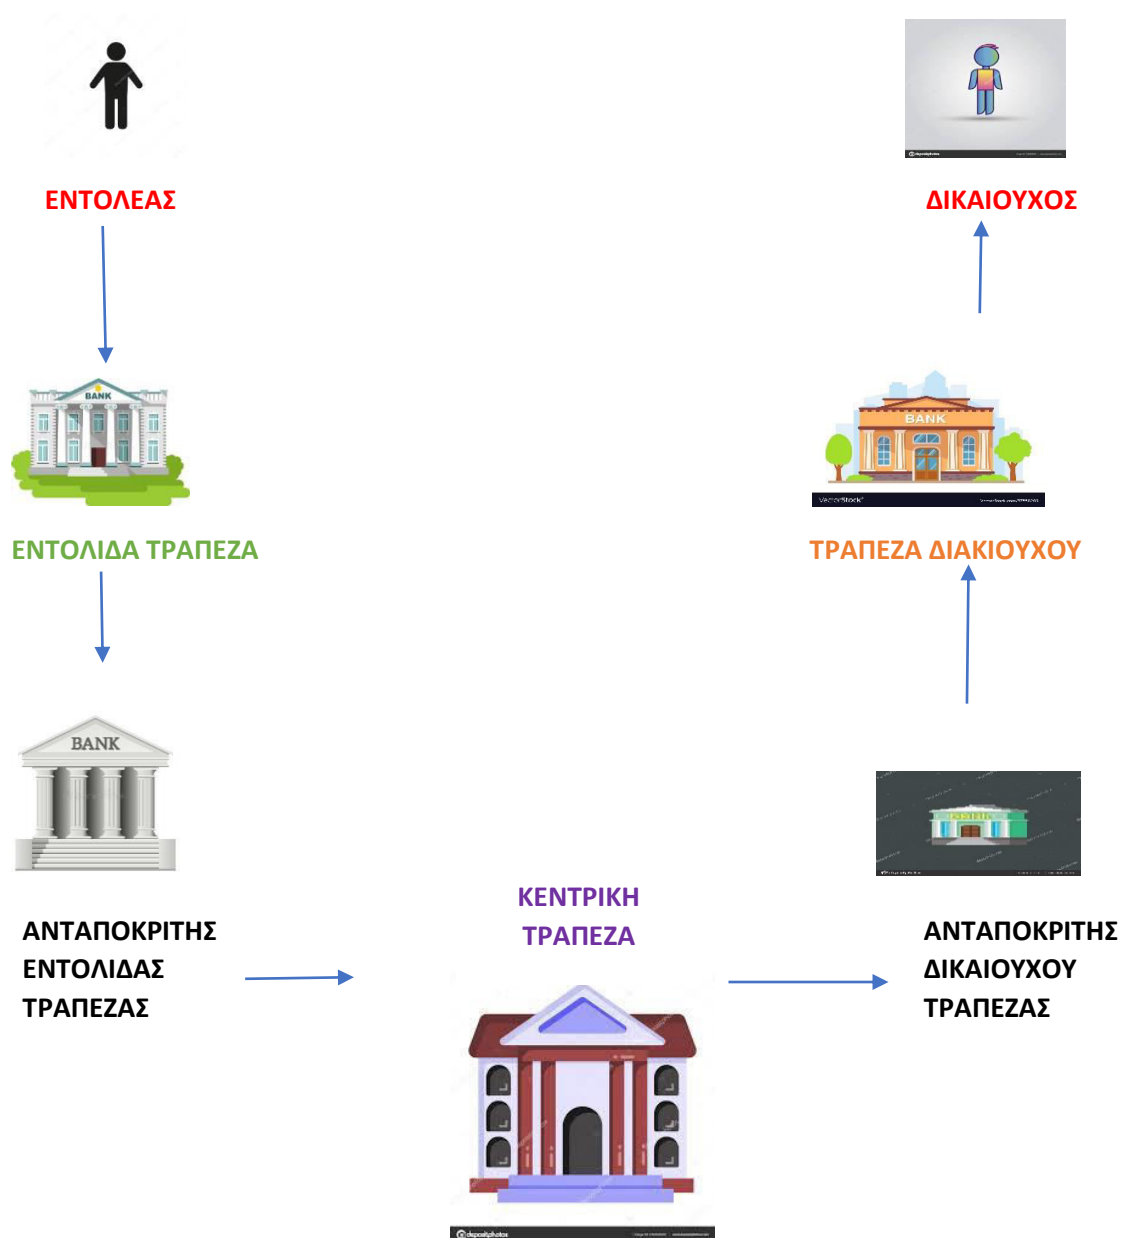 ΕΝΤΟΛΕΑΣ
ΔΙΚΑΙΟΥΧΟΣ
BANK
BANK
VectorStock
ΕΝΤΟΛΙΔΑ ΤΡΑΠΕΖΑ
ΤΡΑΠΕΖΑ ΔΙΑΚΙΟΥΧΟΥ
BANK
ΚΕΝΤΡΙΚΗ
ΤΡΑΠΕΖΑ
ΑΝΤΑΠΟΚΡΙΤΗΣ
ΕΝΤΟΛΙΔΑΣ
ΤΡΑΠΕΖΑΣ
ΑΝΤΑΠΟΚΡΙΤΗΣ
ΔΙΚΑΙΟΥΧΟΥ
ΤΡΑΠΕΖΑΣ
depositphotos